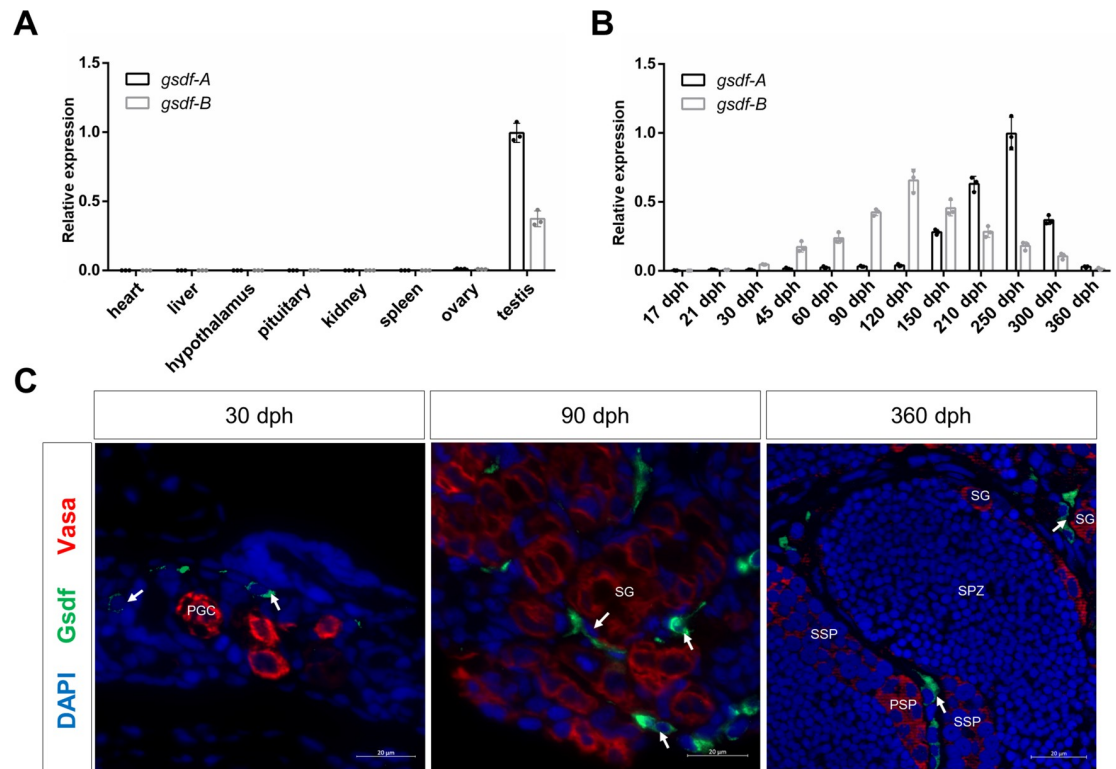 A
Relative expression
1.5
1.0
0.5
0.0
gsdf-A
gsdf-B
heart
liver
hypothalamus
pituitary
kidney
spleen
ovary
testis
B
Relative expression
1.5
1.0
0.5
0.0
gsdf-A
gsdf-B
17 dph
21 dph
30 dph
45 dph
60 dph
90 dph
120 dph
150 dph
210 dph
250 dph
300 dph
360 dph
C
30 dph
90 dph
360 dph
DAPI Gsdf Vasa
PGC
20 μm
SG
20 μm
SG
SG
SPZ
SSP
PSP
SSP
20 μm